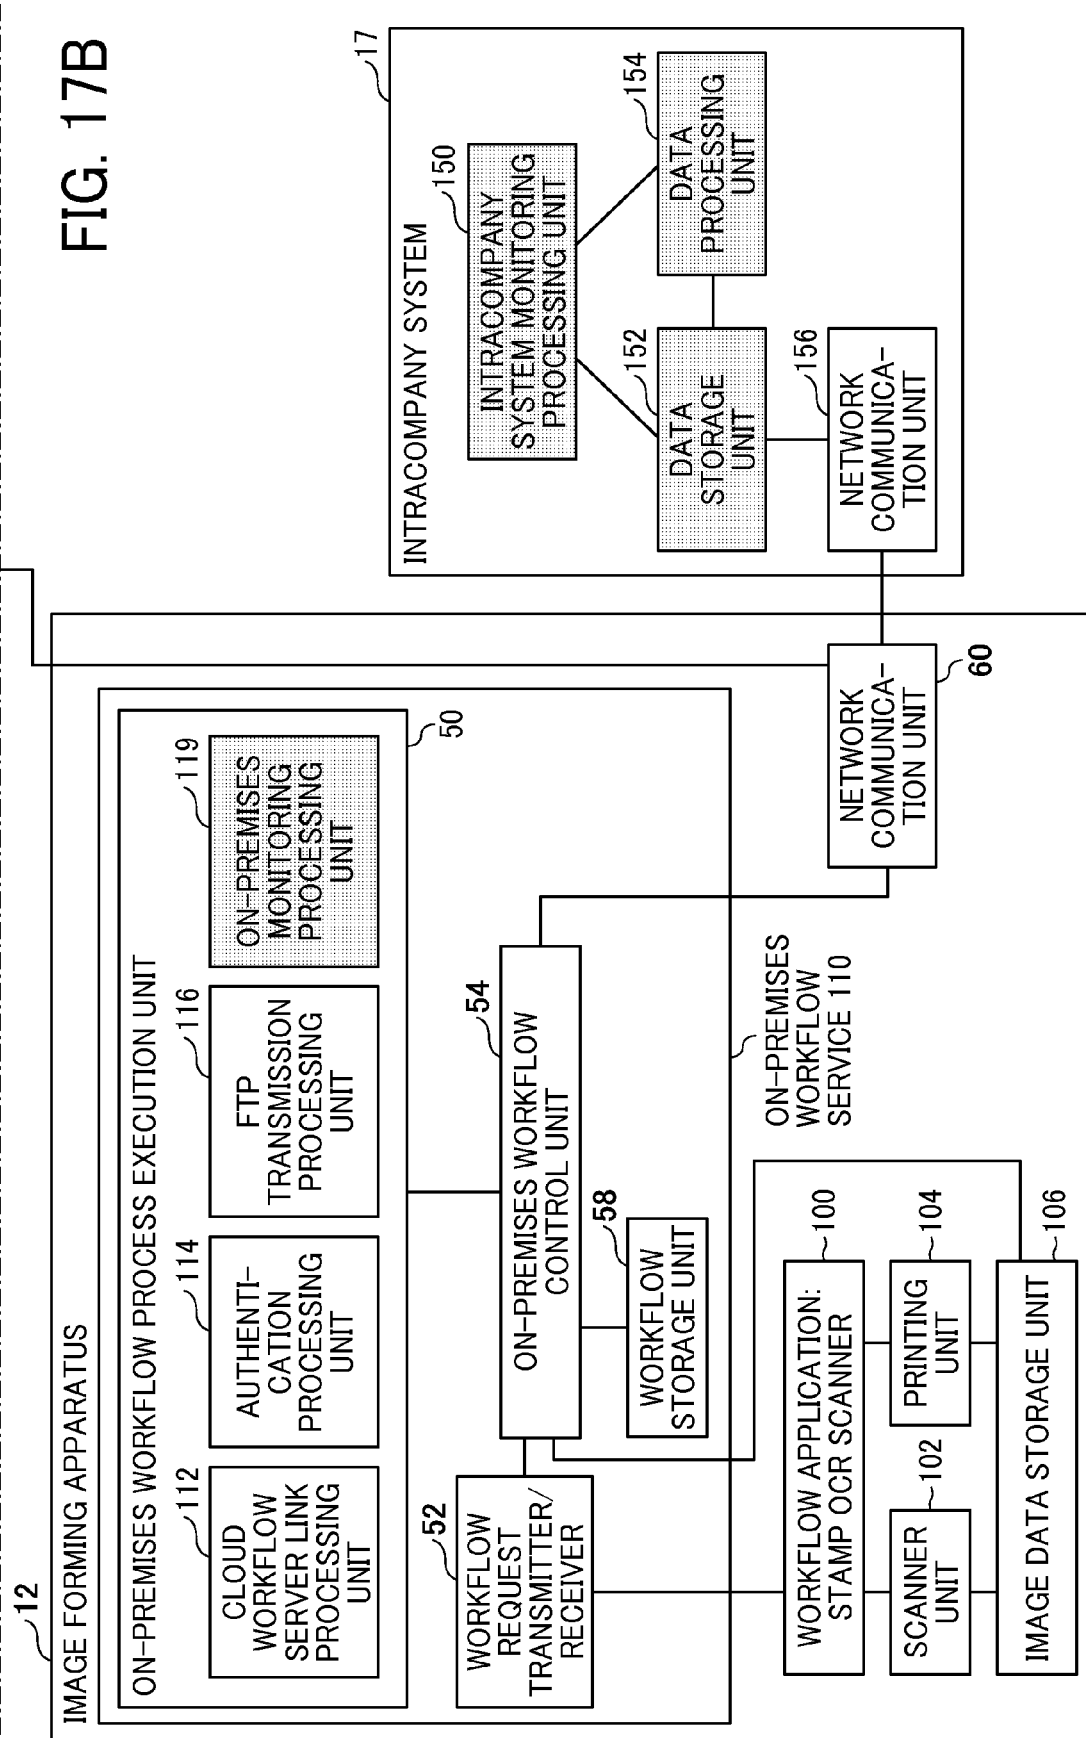 FIG. 17B
12
IMAGE FORMING APPARATUS
ON-PREMISES WORKFLOW PROCESS EXECUTION UNIT
50
112
CLOUD
WORKFLOW
SERVER LINK
PROCESSING
UNIT
114
AUTHENTI-
CATION
PROCESSING
UNIT
116
FTP
TRANSMISSION
PROCESSING
UNIT
119
ON-PREMISES
MONITORING
PROCESSING
UNIT
52
WORKFLOW
REQUEST
TRANSMITTER/
RECEIVER
54
ON-PREMISES WORKFLOW
CONTROL UNIT
58
WORKFLOW
STORAGE UNIT
ON-PREMISES
WORKFLOW
SERVICE 110
100
WORKFLOW APPLICATION:
STAMP OCR SCANNER
102
SCANNER
UNIT
104
PRINTING
UNIT
106
IMAGE DATA STORAGE UNIT
60
NETWORK
COMMUNICA-
TION UNIT
17
INTRACOMPANY SYSTEM
150
INTRACOMPANY
SYSTEM MONITORING
PROCESSING UNIT
152
DATA
STORAGE
UNIT
154
DATA
PROCESSING
UNIT
156
NETWORK
COMMUNICA-
TION UNIT